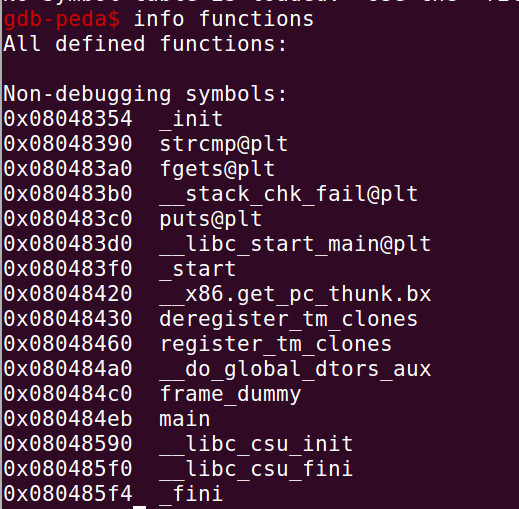 gdb-peda$ info functions
All defined functions:
Non-debugging symbols:
0x08048354  _init
0x08048390  strcmp@plt
0x080483a0  fgets@plt
0x080483b0  __stack_chk_fail@plt
0x080483c0  puts@plt
0x080483d0  __libc_start_main@plt
0x080483f0  _start
0x08048420  __x86.get_pc_thunk.bx
0x08048430  deregister_tm_clones
0x08048460  register_tm_clones
0x080484a0  __do_global_dtors_aux
0x080484c0  frame_dummy
0x080484eb  main
0x08048590  __libc_csu_init
0x080485f0  __libc_csu_fini
0x080485f4  _fini